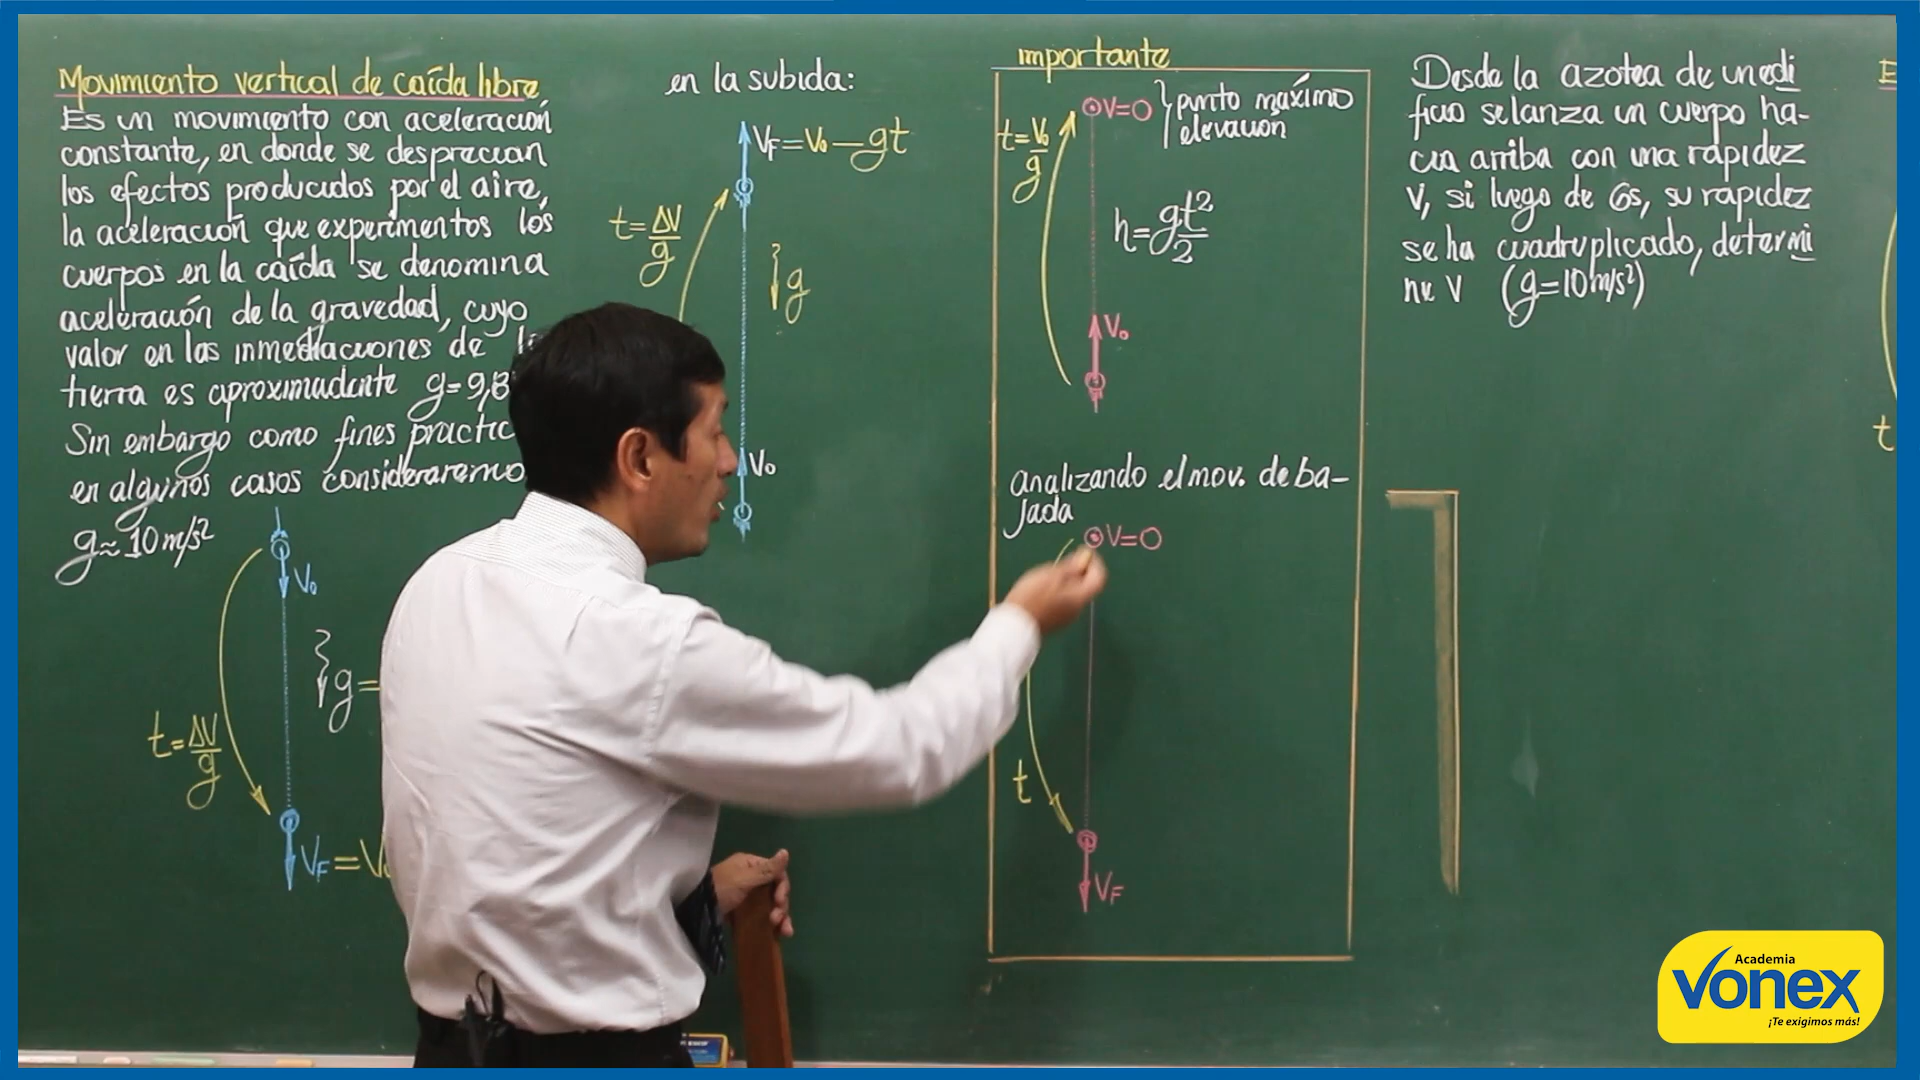 Movimiento vertical de caída libre
Es un movimiento con aceleración
constante, en donde se desprecian
los efectos producidos por el aire,
la aceleración que experimentos los
cuerpos en la caída se denomina
aceleración de la gravedad, cuyo
valor en las inmediaciones de
tierra es aproximadante g=9,8
Sin embargo como fines
en algunos casos consideraremo
g≈10m/s²
V₀
g=
t=ΔV/g
VF=V
en la subida:
VF=V₀-gt
t=ΔV/g
g
V₀
importante
V=0
punto máximo
elevación
t=V₀/g
h=gt²/2
V₀
analizando el mov. de ba-
jada
V=0
t
VF
Desde la azotea de un edi
ficio se lanza un cuerpo ha-
cia arriba con una rapidez
V, si luego de 6s, su rapidez
se ha cuadruplicado, determi
ne V (g=10m/s²)
E
t
Academia
vonex
¡Te exigimos más!